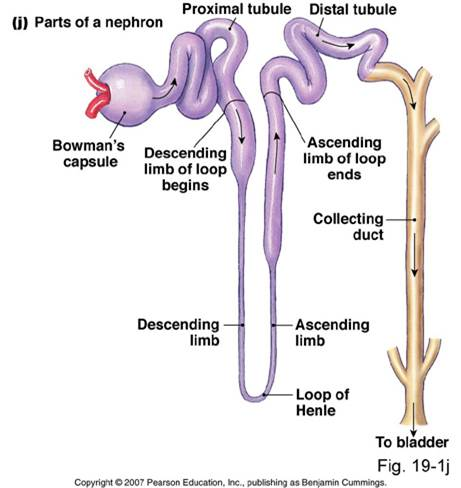 (j) Parts of a nephron
Proximal tubule
Distal tubule
Bowman's
capsule
Descending
limb of loop
begins
Ascending
limb of loop
ends
Collecting
duct
Descending
limb
Ascending
limb
Loop of
Henle
To bladder
Fig. 19-1j
Copyright © 2007 Pearson Education, Inc., publishing as Benjamin Cummings.